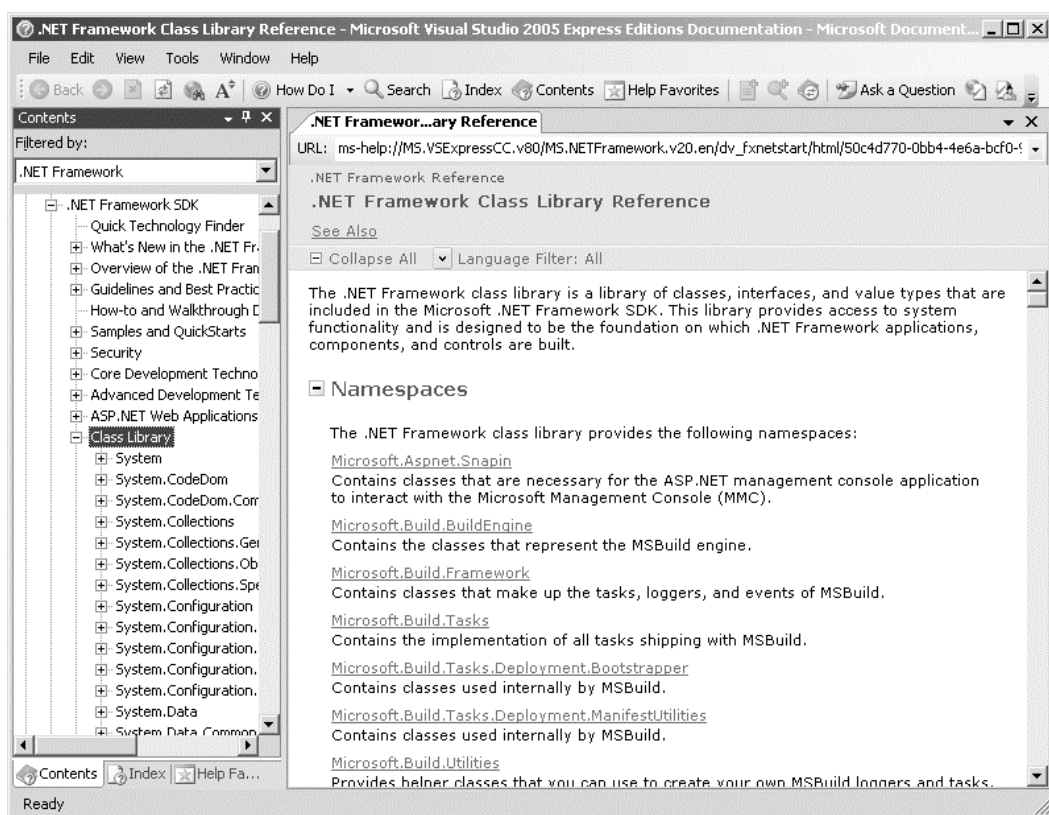 .NET Framework Class Library Reference - Microsoft Visual Studio 2005 Express Editions Documentation - Microsoft Document...
File Edit View Tools Window Help
Back How Do I Search Index Contents Help Favorites Ask a Question
Contents
Filtered by:
.NET Framework
.NET Framework SDK
Quick Technology Finder
What's New in the .NET Fr
Overview of the .NET Fran
Guidelines and Best Practic
How-to and Walkthrough D
Samples and QuickStarts
Security
Core Development Techno
Advanced Development Te
ASP.NET Web Applications
Class Library
System
System.CodeDom
System.CodeDom.Com
System.Collections
System.Collections.Ge
System.Collections.Ob
System.Collections.Spe
System.Configuration
System.Configuration.
System.Configuration.
System.Configuration.
System.Configuration.
System.Data
System.Data.Common
Contents Index Help Fa...
.NET Framewor...ary Reference
URL: ms-help://MS.VSExpressCC.v80/MS.NETFramework.v20.en/dv_fxnetstart/html/50c4d770-0bb4-4e6a-bcf0-9
.NET Framework Reference
.NET Framework Class Library Reference
See Also
Collapse All Language Filter: All
The .NET Framework class library is a library of classes, interfaces, and value types that are
included in the Microsoft .NET Framework SDK. This library provides access to system
functionality and is designed to be the foundation on which .NET Framework applications,
components, and controls are built.
Namespaces
The .NET Framework class library provides the following namespaces:
Microsoft.Aspnet.Snapin
Contains classes that are necessary for the ASP.NET management console application
to interact with the Microsoft Management Console (MMC).
Microsoft.Build.BuildEngine
Contains the classes that represent the MSBuild engine.
Microsoft.Build.Framework
Contains classes that make up the tasks, loggers, and events of MSBuild.
Microsoft.Build.Tasks
Contains the implementation of all tasks shipping with MSBuild.
Microsoft.Build.Tasks.Deployment.Bootstrapper
Contains classes used internally by MSBuild.
Microsoft.Build.Tasks.Deployment.ManifestUtilities
Contains classes used internally by MSBuild.
Microsoft.Build.Utilities
Provides helper classes that you can use to create your own MSBuild loggers and tasks.
Ready